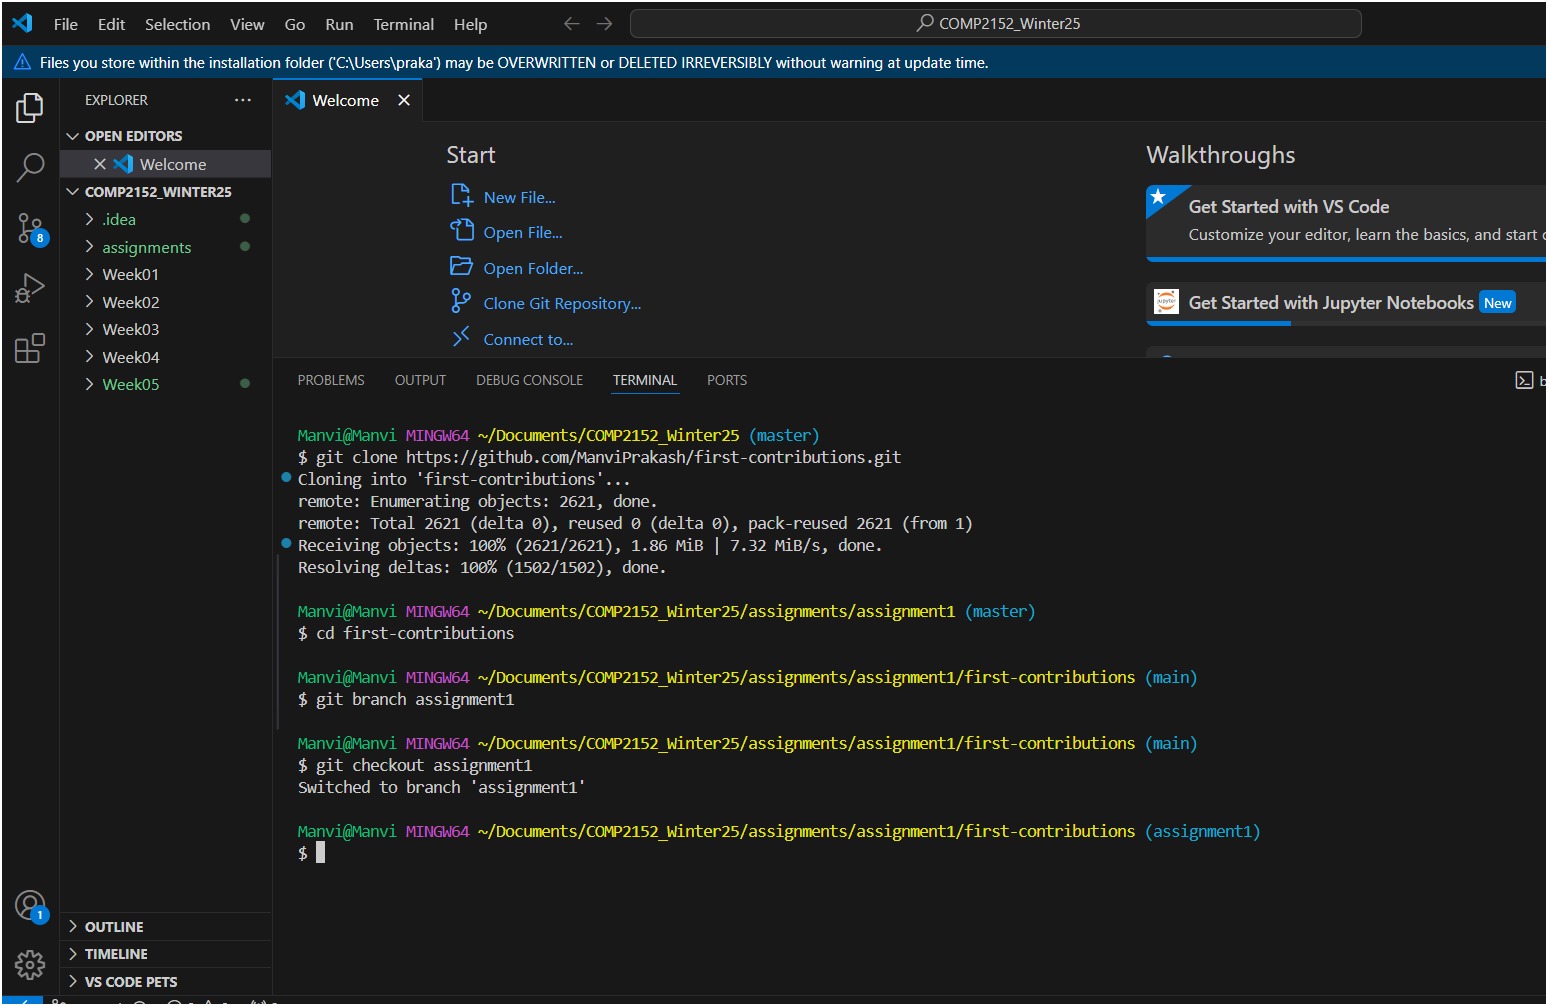 File Edit Selection View Go Run Terminal Help
COMP2152_Winter25
Files you store within the installation folder ('C:\Users\praka') may be OVERWRITTEN or DELETED IRREVERSIBLY without warning at update time.
EXPLORER
OPEN EDITORS
Welcome
COMP2152_WINTER25
.idea
assignments
Week01
Week02
Week03
Week04
Week05
8
1
OUTLINE
TIMELINE
VS CODE PETS
Welcome
Start
New File...
Open File...
Open Folder...
Clone Git Repository...
Connect to...
Walkthroughs
Get Started with VS Code
Customize your editor, learn the basics, and start
jupyter
Get Started with Jupyter Notebooks New
PROBLEMS OUTPUT DEBUG CONSOLE TERMINAL PORTS
b
Manvi@Manvi MINGW64 ~/Documents/COMP2152_Winter25 (master)
$ git clone https://github.com/ManviPrakash/first-contributions.git
Cloning into 'first-contributions'...
remote: Enumerating objects: 2621, done.
remote: Total 2621 (delta 0), reused 0 (delta 0), pack-reused 2621 (from 1)
Receiving objects: 100% (2621/2621), 1.86 MiB | 7.32 MiB/s, done.
Resolving deltas: 100% (1502/1502), done.
Manvi@Manvi MINGW64 ~/Documents/COMP2152_Winter25/assignments/assignment1 (master)
$ cd first-contributions
Manvi@Manvi MINGW64 ~/Documents/COMP2152_Winter25/assignments/assignment1/first-contributions (main)
$ git branch assignment1
Manvi@Manvi MINGW64 ~/Documents/COMP2152_Winter25/assignments/assignment1/first-contributions (main)
$ git checkout assignment1
Switched to branch 'assignment1'
Manvi@Manvi MINGW64 ~/Documents/COMP2152_Winter25/assignments/assignment1/first-contributions (assignment1)
$